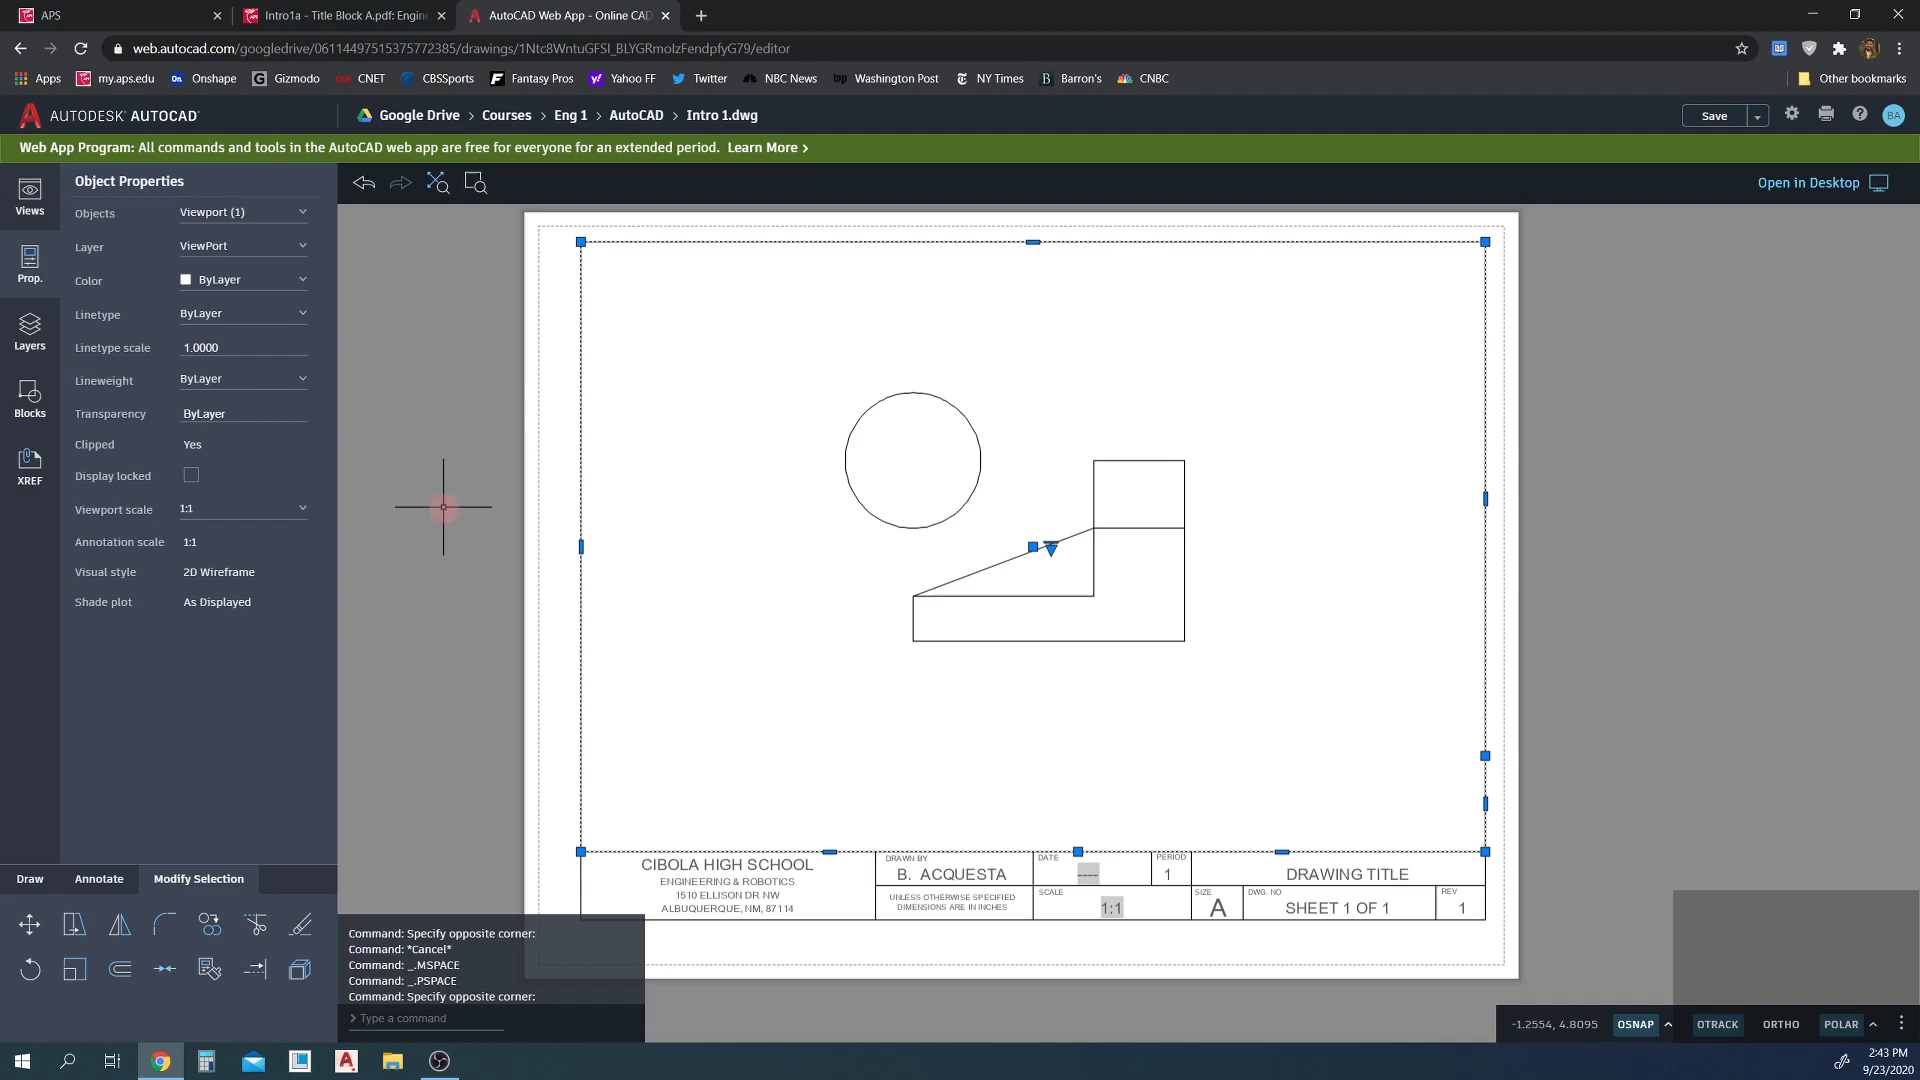 APS
Intro1a - Title Block A.pdf: Engin
AutoCAD Web App - Online CAD
web.autocad.com/googledrive/06114497515375772385/drawings/1Ntc8WntuGFSI_BLYGRmoIzFendpfyG79/editor
Apps my.aps.edu Onshape Gizmodo CNET CBSSports Fantasy Pros Yahoo FF Twitter NBC News Washington Post NY Times Barron's CNBC Other bookmarks
AUTODESK® AUTOCAD®
Google Drive > Courses > Eng 1 > AutoCAD > Intro 1.dwg
Save
BA
Web App Program: All commands and tools in the AutoCAD web app are free for everyone for an extended period. Learn More >
Views
Prop.
Layers
Blocks
XREF
Object Properties
Open in Desktop
Objects Viewport (1)
Layer ViewPort
Color ByLayer
Linetype ByLayer
Linetype scale 1.0000
Lineweight ByLayer
Transparency ByLayer
Clipped Yes
Display locked
Viewport scale 1:1
Annotation scale 1:1
Visual style 2D Wireframe
Shade plot As Displayed
CIBOLA HIGH SCHOOL
ENGINEERING & ROBOTICS
1510 ELLISON DR NW
ALBUQUERQUE, NM, 87114
DRAWN BY
B. ACQUESTA
UNLESS OTHERWISE SPECIFIED
DIMENSIONS ARE IN INCHES
DATE
----
PERIOD
1
SCALE
1:1
DRAWING TITLE
SIZE
A
DWG. NO
SHEET 1 OF 1
REV
1
Draw Annotate Modify Selection
Command: Specify opposite corner:
Command: *Cancel*
Command: _.MSPACE
Command: _.PSPACE
Command: Specify opposite corner:
Type a command
-1.2554, 4.8095 OSNAP OTRACK ORTHO POLAR
2:43 PM
9/23/2020